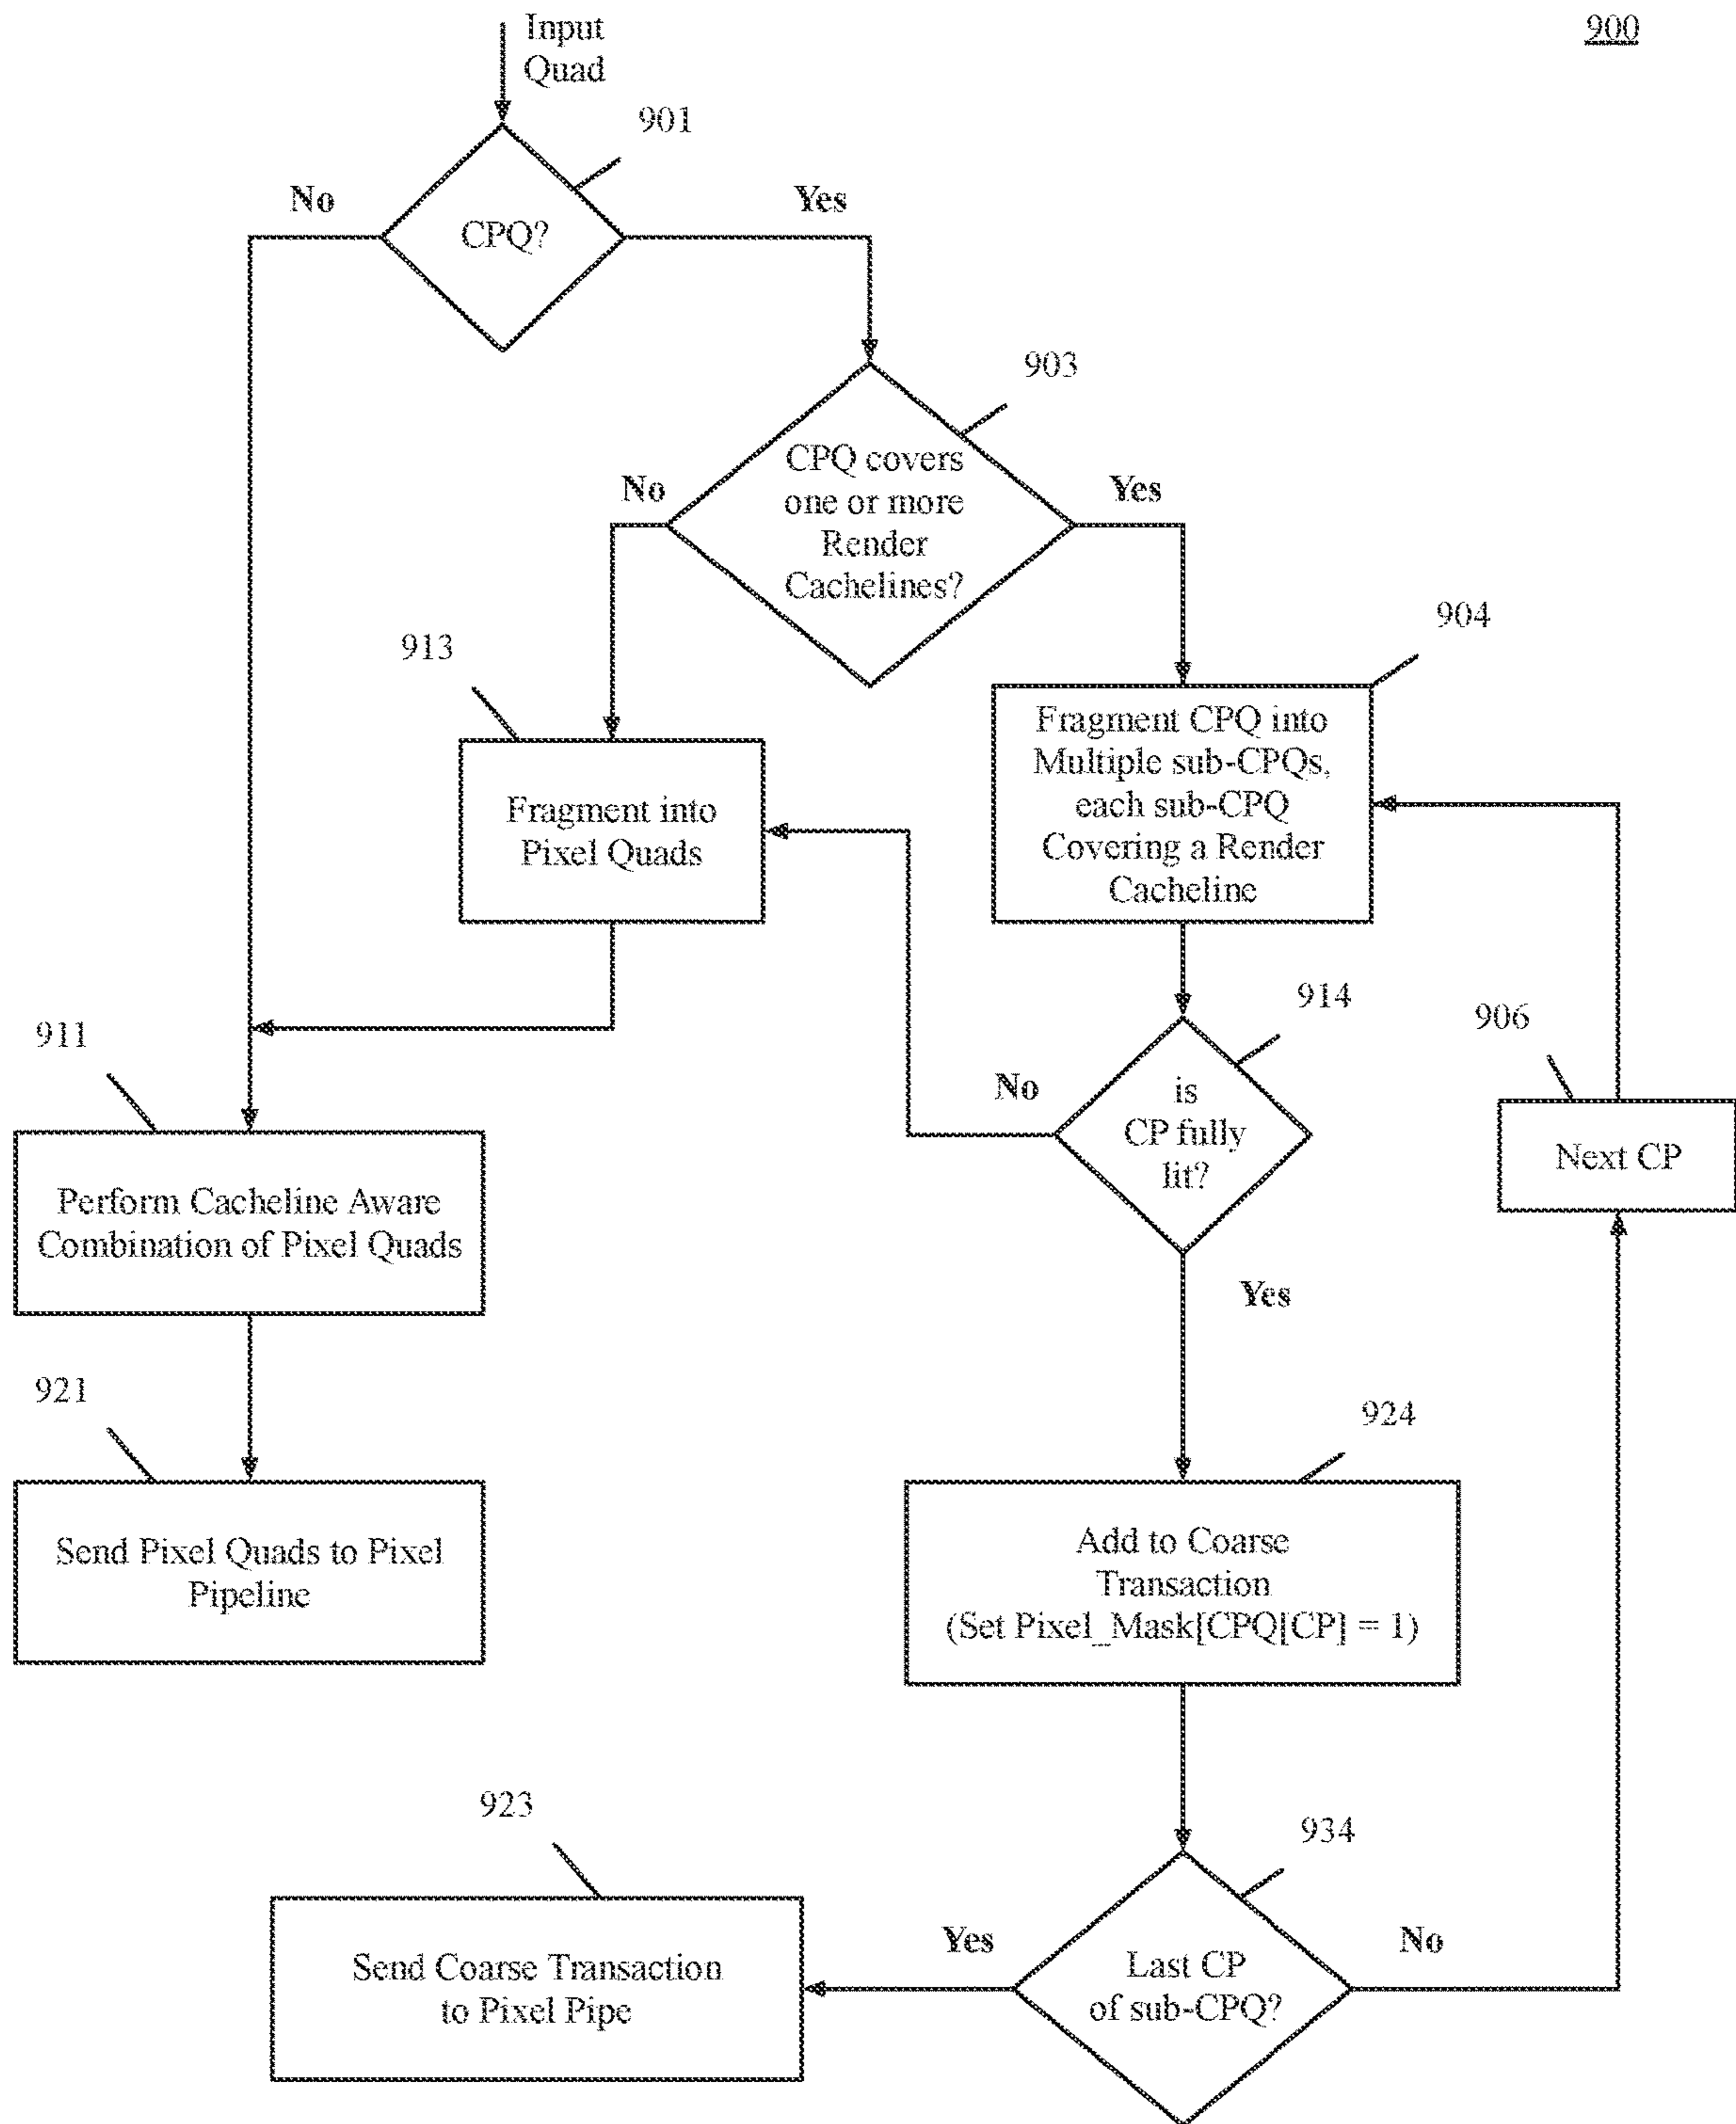 900
Input
Quad
901
No
Yes
CPQ?
903
CPQ covers
one or more
Render
Cachelines?
No
Yes
904
913
Fragment CPQ into
Multiple sub-CPQs,
each sub-CPQ
Covering a Render
Cacheline
Fragment into
Pixel Quads
914
906
911
is
CP fully
lit?
No
Next CP
Perform Cacheline Aware
Combination of Pixel Quads
Yes
921
924
Send Pixel Quads to Pixel
Pipeline
Add to Coarse
Transaction
(Set Pixel_Mask[CPQ[CP] = 1)
923
934
Yes
No
Send Coarse Transaction
to Pixel Pipe
Last CP
of sub-CPQ?